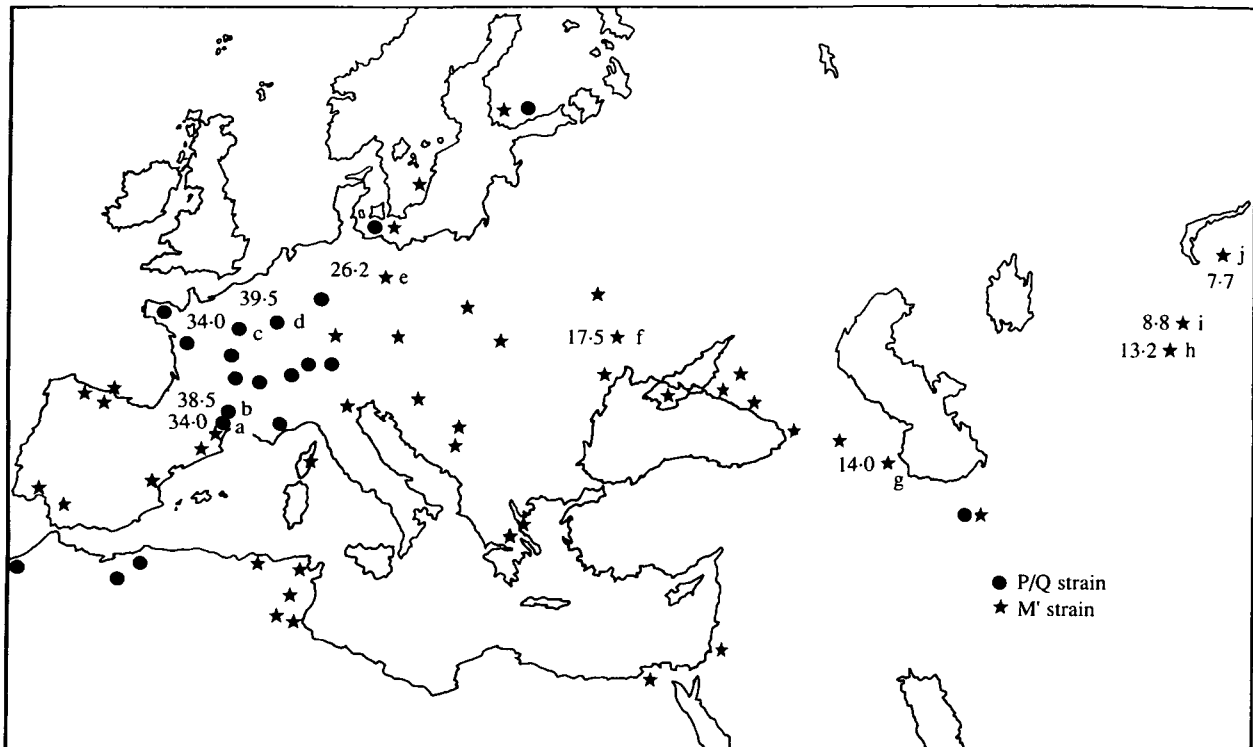 26·2 e
39·5
34·0 c d
17·5 f
38·5 b
34·0 a
14·0
g
j
7·7
8·8 i
13·2 h
P/Q strain
M' strain